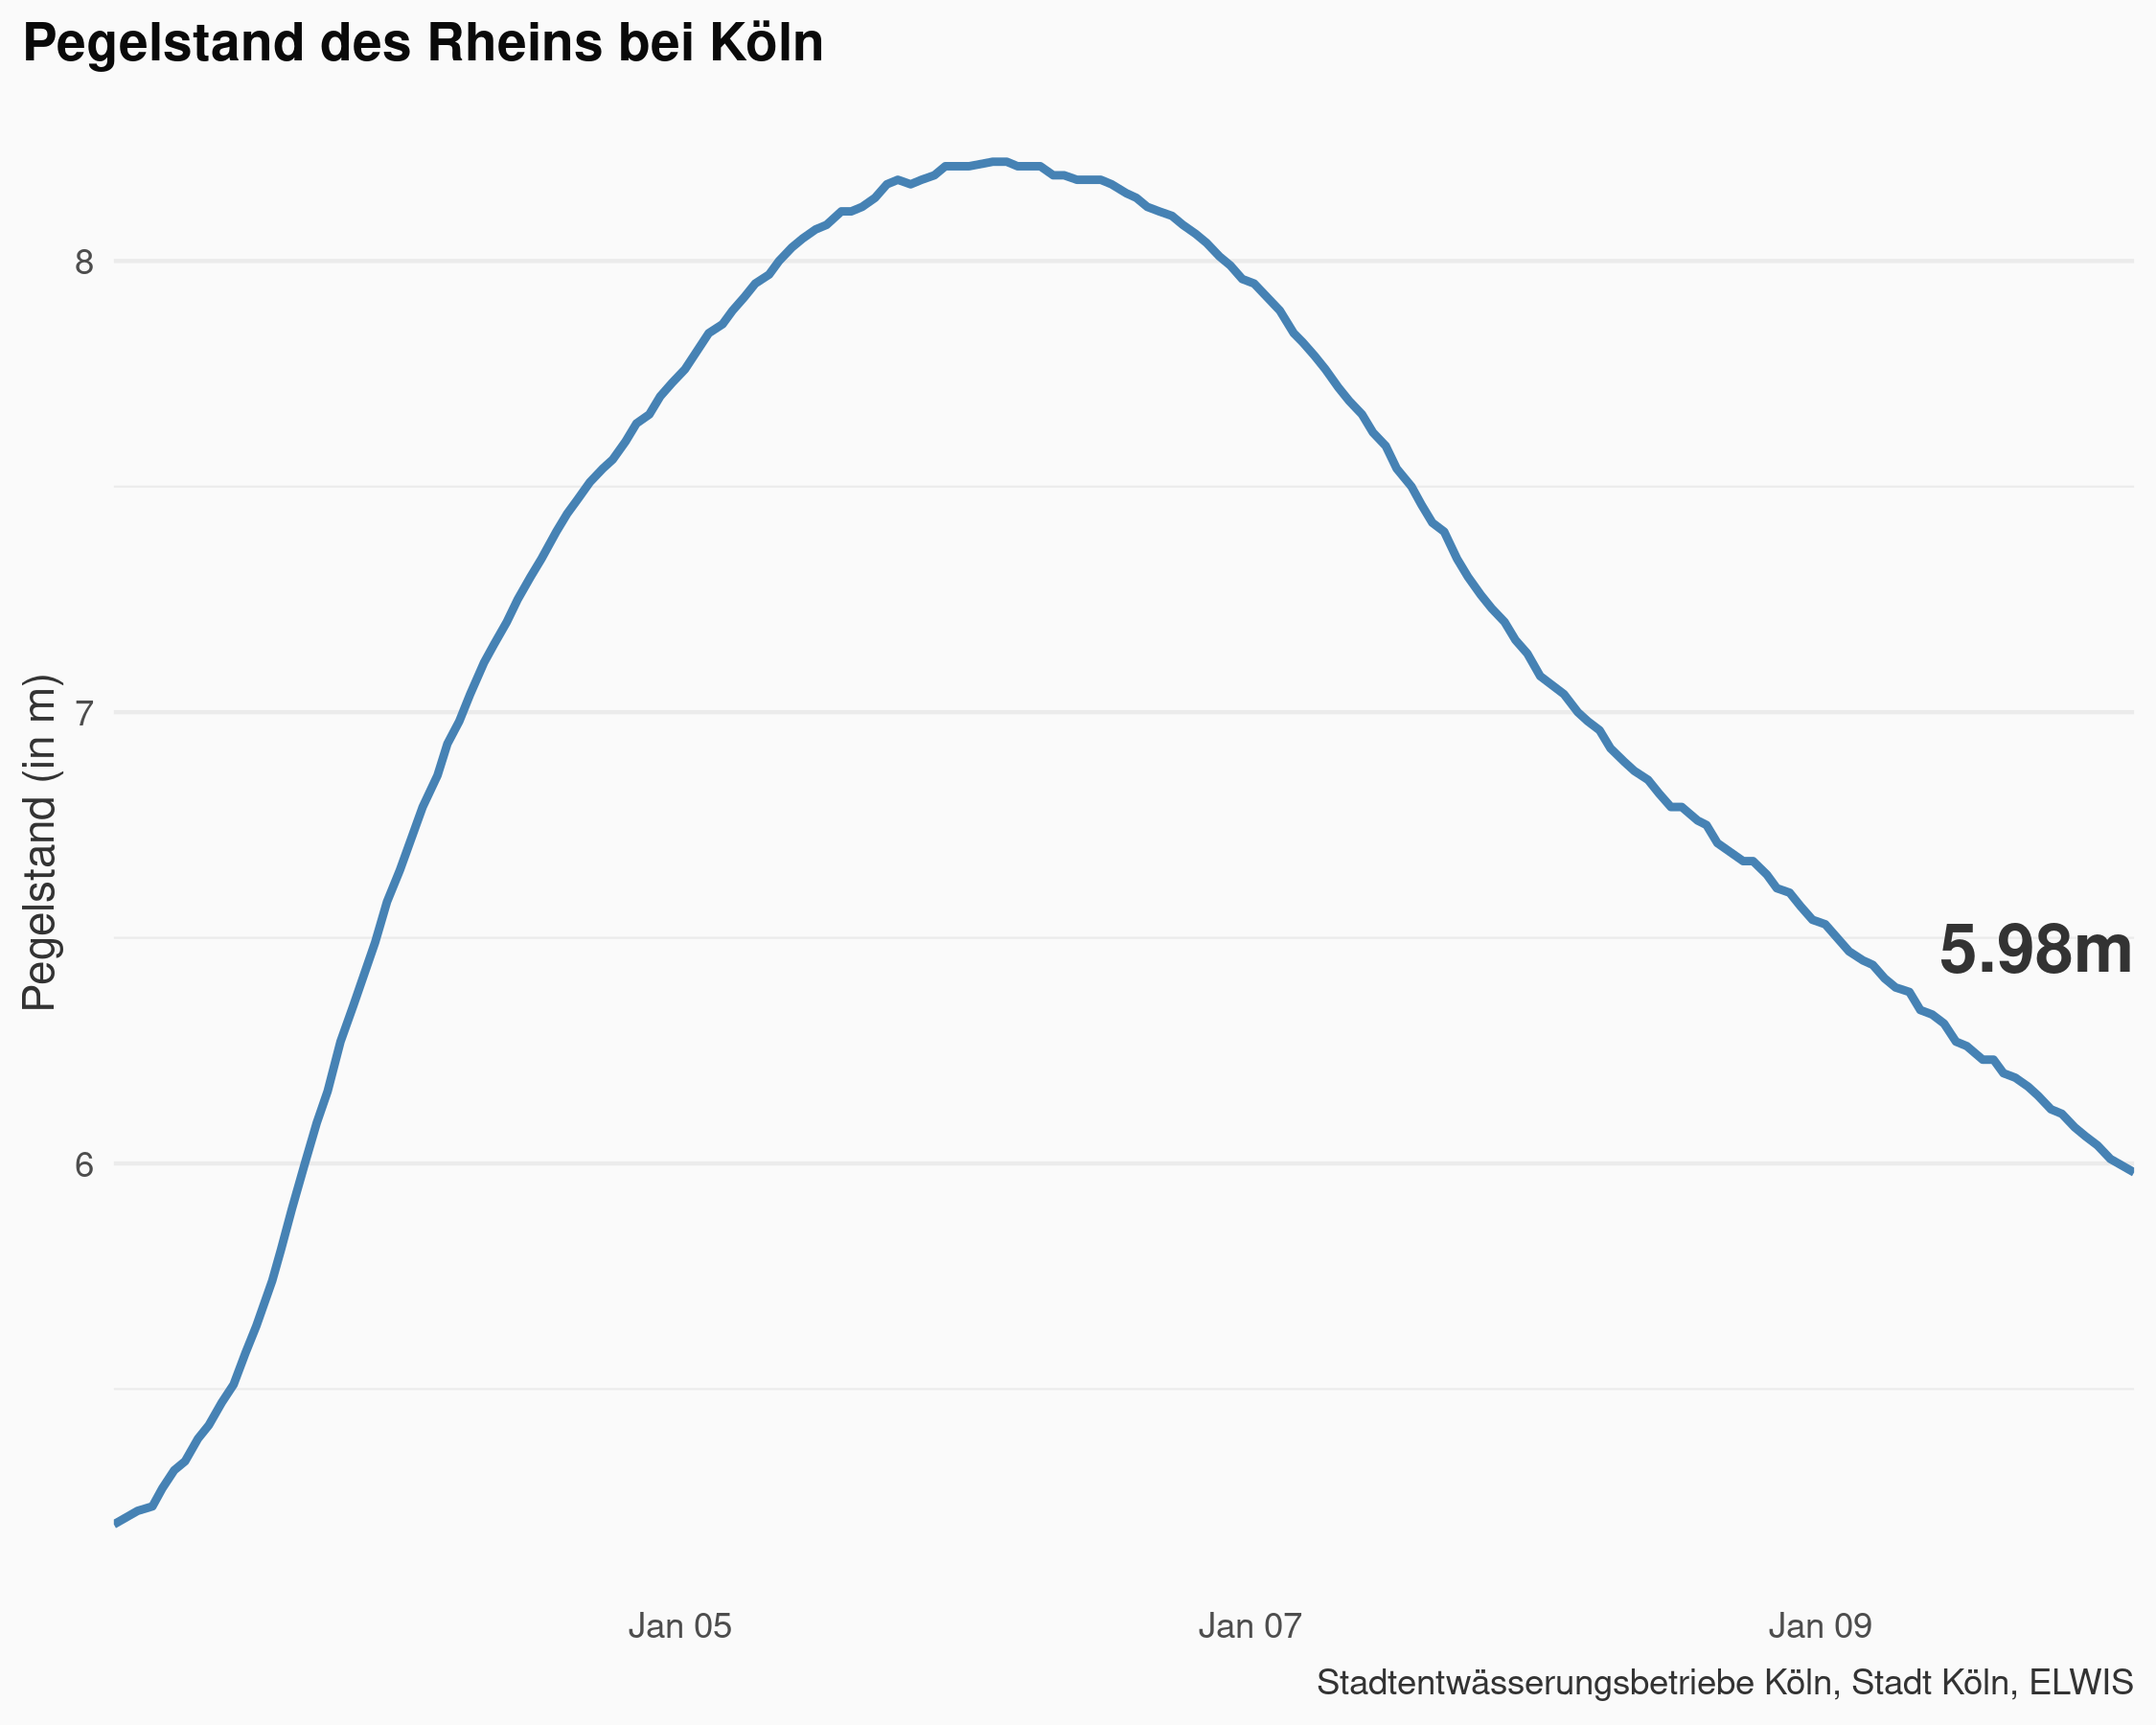 Pegelstand des Rheins bei Köln
Pegelstand (in m)
8
7
6
5.98m
Jan 05
Jan 07
Jan 09
Stadtentwässerungsbetriebe Köln, Stadt Köln, ELWIS